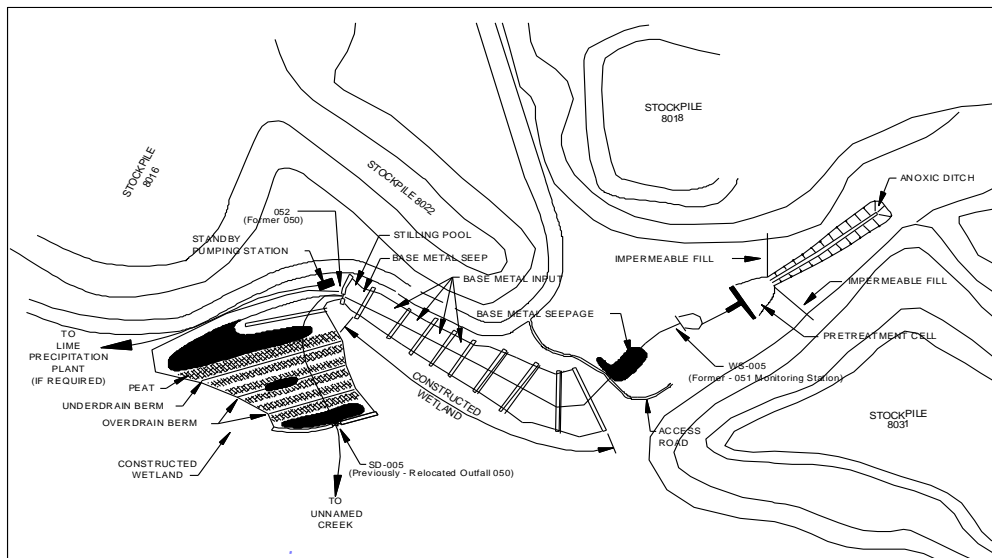 STOCKPILE
8018
STOCKPILE
8016
STOCKPILE 8022
ANOXIC DITCH
052
(Former 050)
STILLING POOL
STANDBY
PUMPING STATION
BASE METAL SEEP
BASE METAL INPUT
IMPERMEABLE FILL
IMPERMEABLE FILL
BASE METAL SEEPAGE
PRETREATMENT CELL
TO
LIME
PRECIPITATION
PLANT
(IF REQUIRED)
WS-005
(Former - 051 Monitoring Station)
PEAT
UNDERDRAIN BERM
OVERDRAIN BERM
CONSTRUCTED
WETLAND
STOCKPILE
8031
ACCESS
ROAD
CONSTRUCTED
WETLAND
SD-005
(Previously - Relocated Outfall 050)
TO
UNNAMED
CREEK